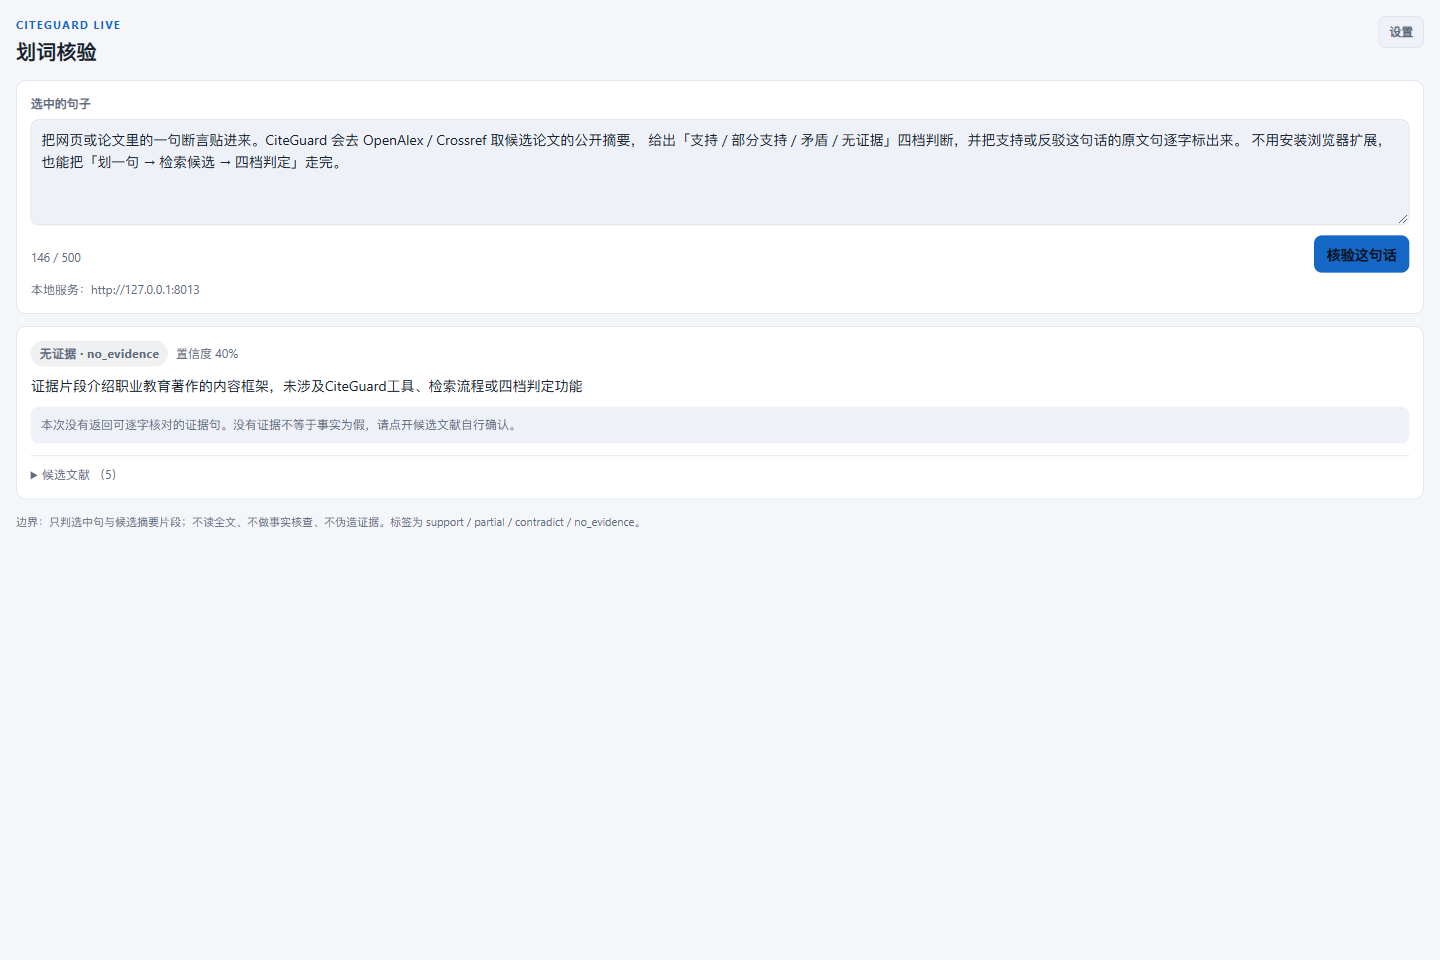 CITEGUARD LIVE
划词核验
设置
选中的句子
把网页或论文里的一句断言贴进来。CiteGuard 会去 OpenAlex / Crossref 取候选论文的公开摘要， 给出「支持 / 部分支持 / 矛盾 / 无证据」四档判断，并把支持或反驳这句话的原文句逐字标出来。 不用安装浏览器扩展，
也能把「划一句 → 检索候选 → 四档判定」走完。
146 / 500
核验这句话
本地服务：http://127.0.0.1:8013
无证据 · no_evidence 置信度 40%
证据片段介绍职业教育著作的内容框架，未涉及CiteGuard工具、检索流程或四档判定功能
本次没有返回可逐字核对的证据句。没有证据不等于事实为假，请点开候选文献自行确认。
▶ 候选文献 （5）
边界：只判选中句与候选摘要片段；不读全文、不做事实核查、不伪造证据。标签为 support / partial / contradict / no_evidence。